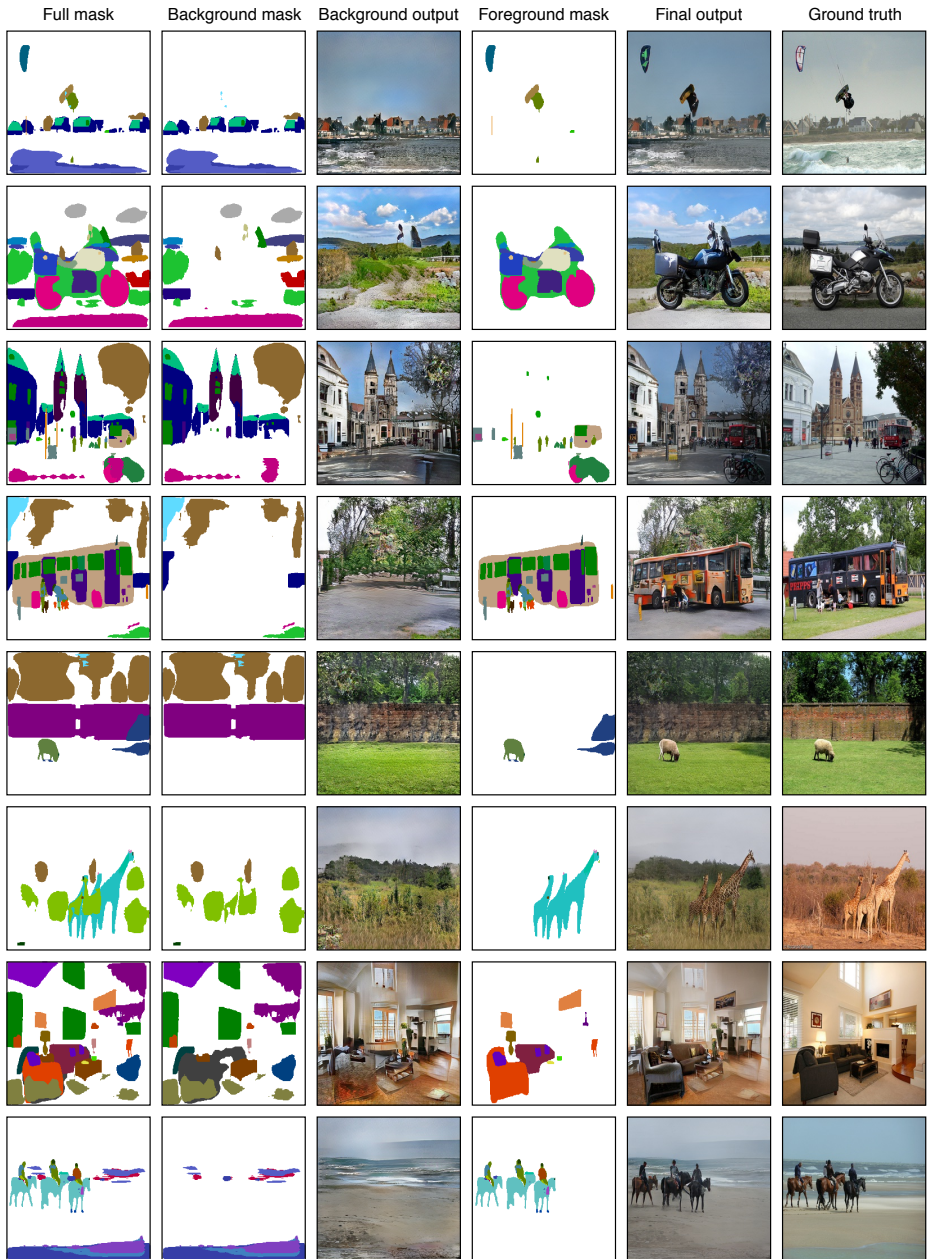 Full mask
Background mask
Background output
Foreground mask
Final output
Ground truth